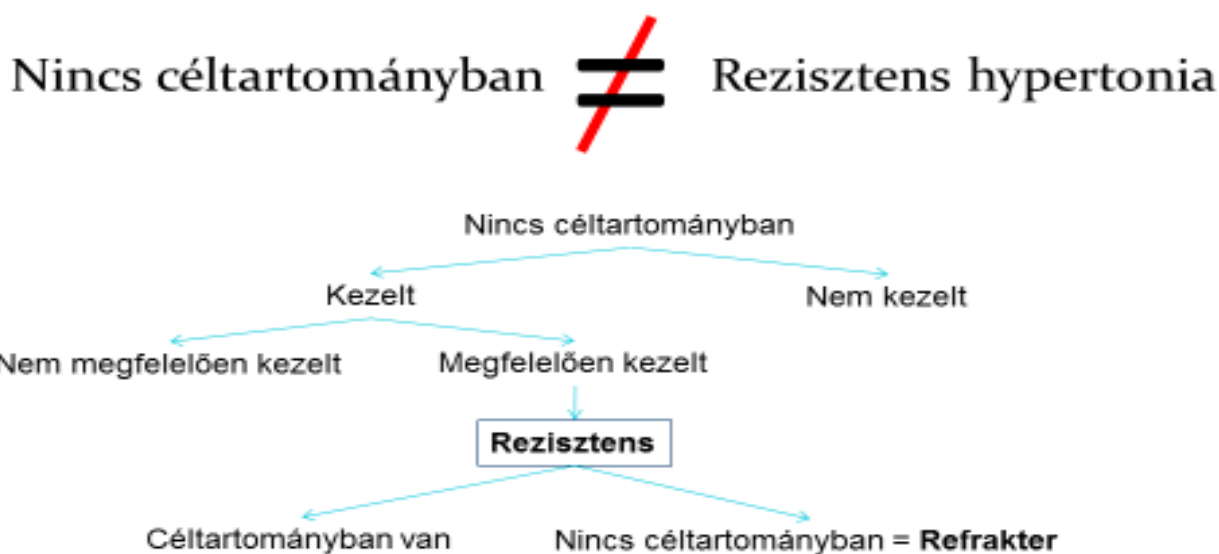 Nincs céltartományban ≠ Rezisztens hypertonia
Nincs céltartományban
Kezelt Nem kezelt
Nem megfelelően kezelt Megfelelően kezelt
Rezisztens
Céltartományban van Nincs céltartományban = Refrakter